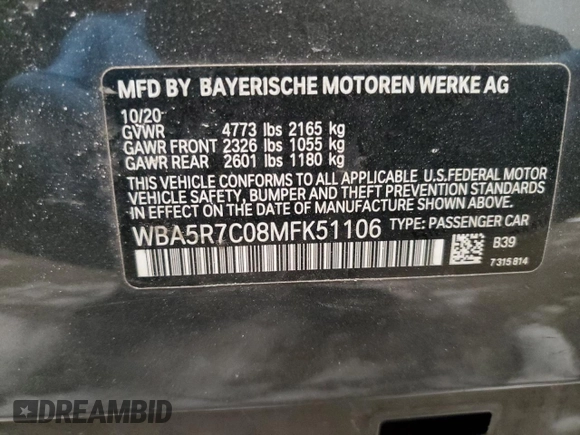 MFD BY BAYERISCHE MOTOREN WERKE AG
10/20
GVWR 4773 lbs 2165 kg
GAWR FRONT 2326 lbs 1055 kg
GAWR REAR 2601 lbs 1180 kg
THIS VEHICLE CONFORMS TO ALL APPLICABLE U.S.FEDERAL MOTOR
VEHICLE SAFETY, BUMPER AND THEFT PREVENTION STANDARDS
IN EFFECT ON THE DATE OF MANUFACTURE SHOWN ABOVE.
WBA5R7C08MFK51106 TYPE: PASSENGER CAR
B39
7315814
DREAMBID